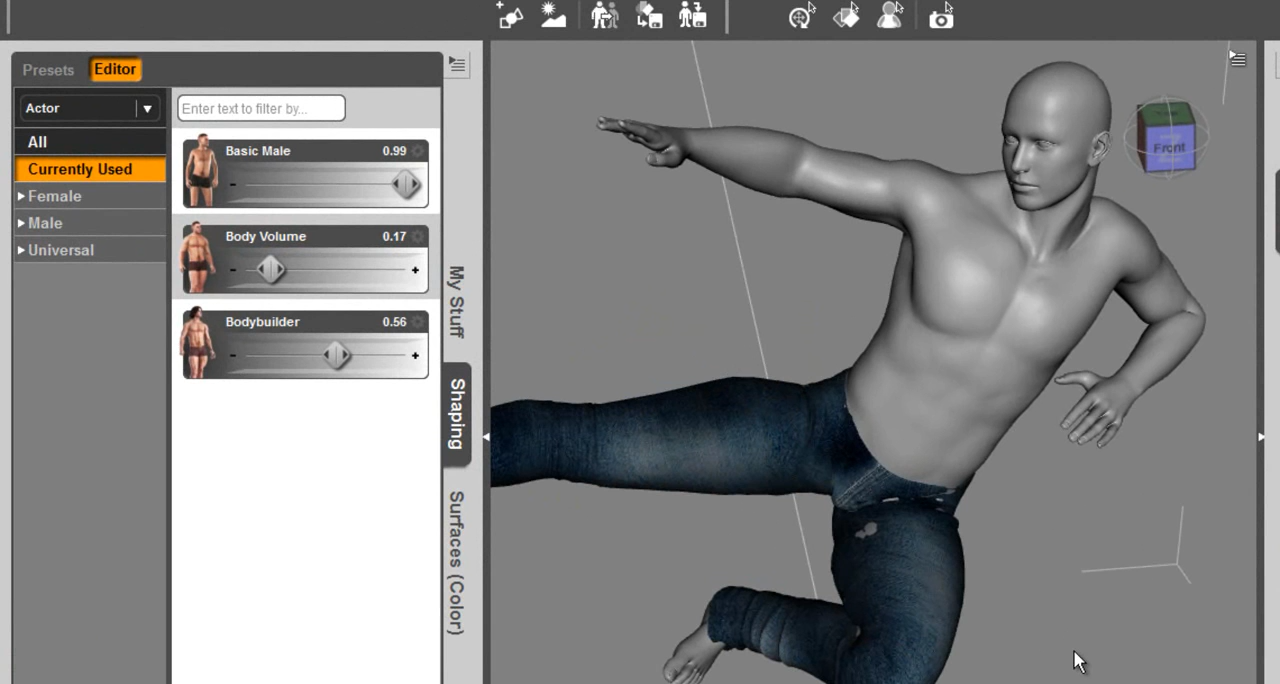 Presets Editor
Actor
All
Currently Used
Female
Male
Universal
Enter text to filter by...
Basic Male 0.99
-
Body Volume 0.17
- +
Bodybuilder 0.56
- +
My Stuff
Shaping
Surfaces (Color)
Front